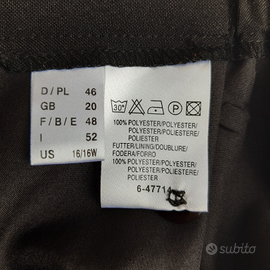 D / PL 46
GB 20
F / B / E 48
I 52
US 16/16W
30°
100% POLYESTER/POLYESTER/
POLIESTERE/POLYESTER/
POLIESTER
FUTTER/LINING/DOUBLURE
FODERA/FORRO
100% POLYESTER/POLYESTER/
POLIESTERE/POLYESTER/
POLIESTER
6-4771
subito